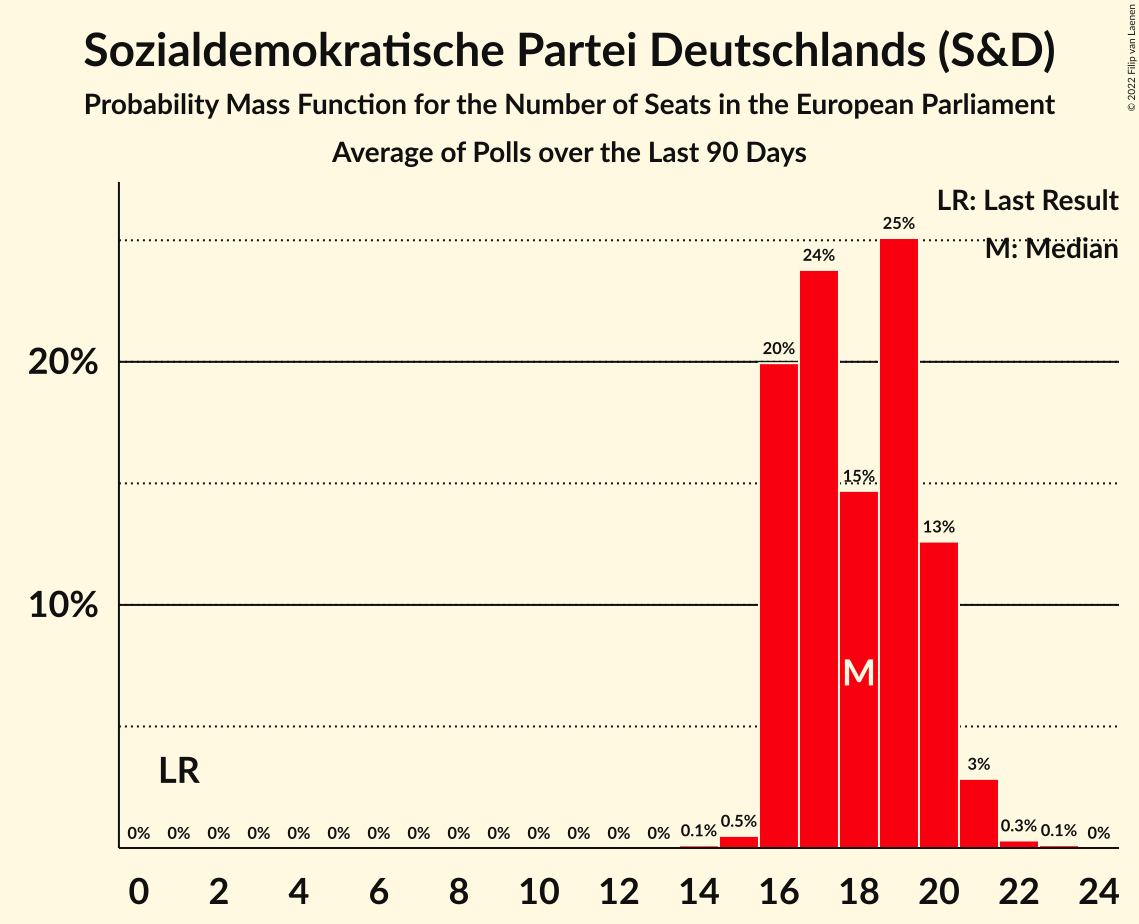 Sozialdemokratische Partei Deutschlands (S&D)
Probability Mass Function for the Number of Seats in the European Parliament
Average of Polls over the Last 90 Days
© 2022 Filip van Laenen
LR: Last Result
M: Median
25%
24%
20%
20%
15%
13%
10%
M
LR
3%
0% 0% 0% 0% 0% 0% 0% 0% 0% 0% 0% 0% 0% 0% 0.1% 0.5% 0.3% 0.1% 0%
0 2 4 6 8 10 12 14 16 18 20 22 24